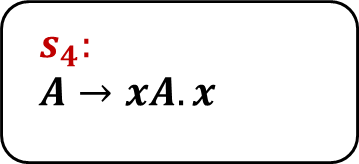 s₄:
A → xA.x